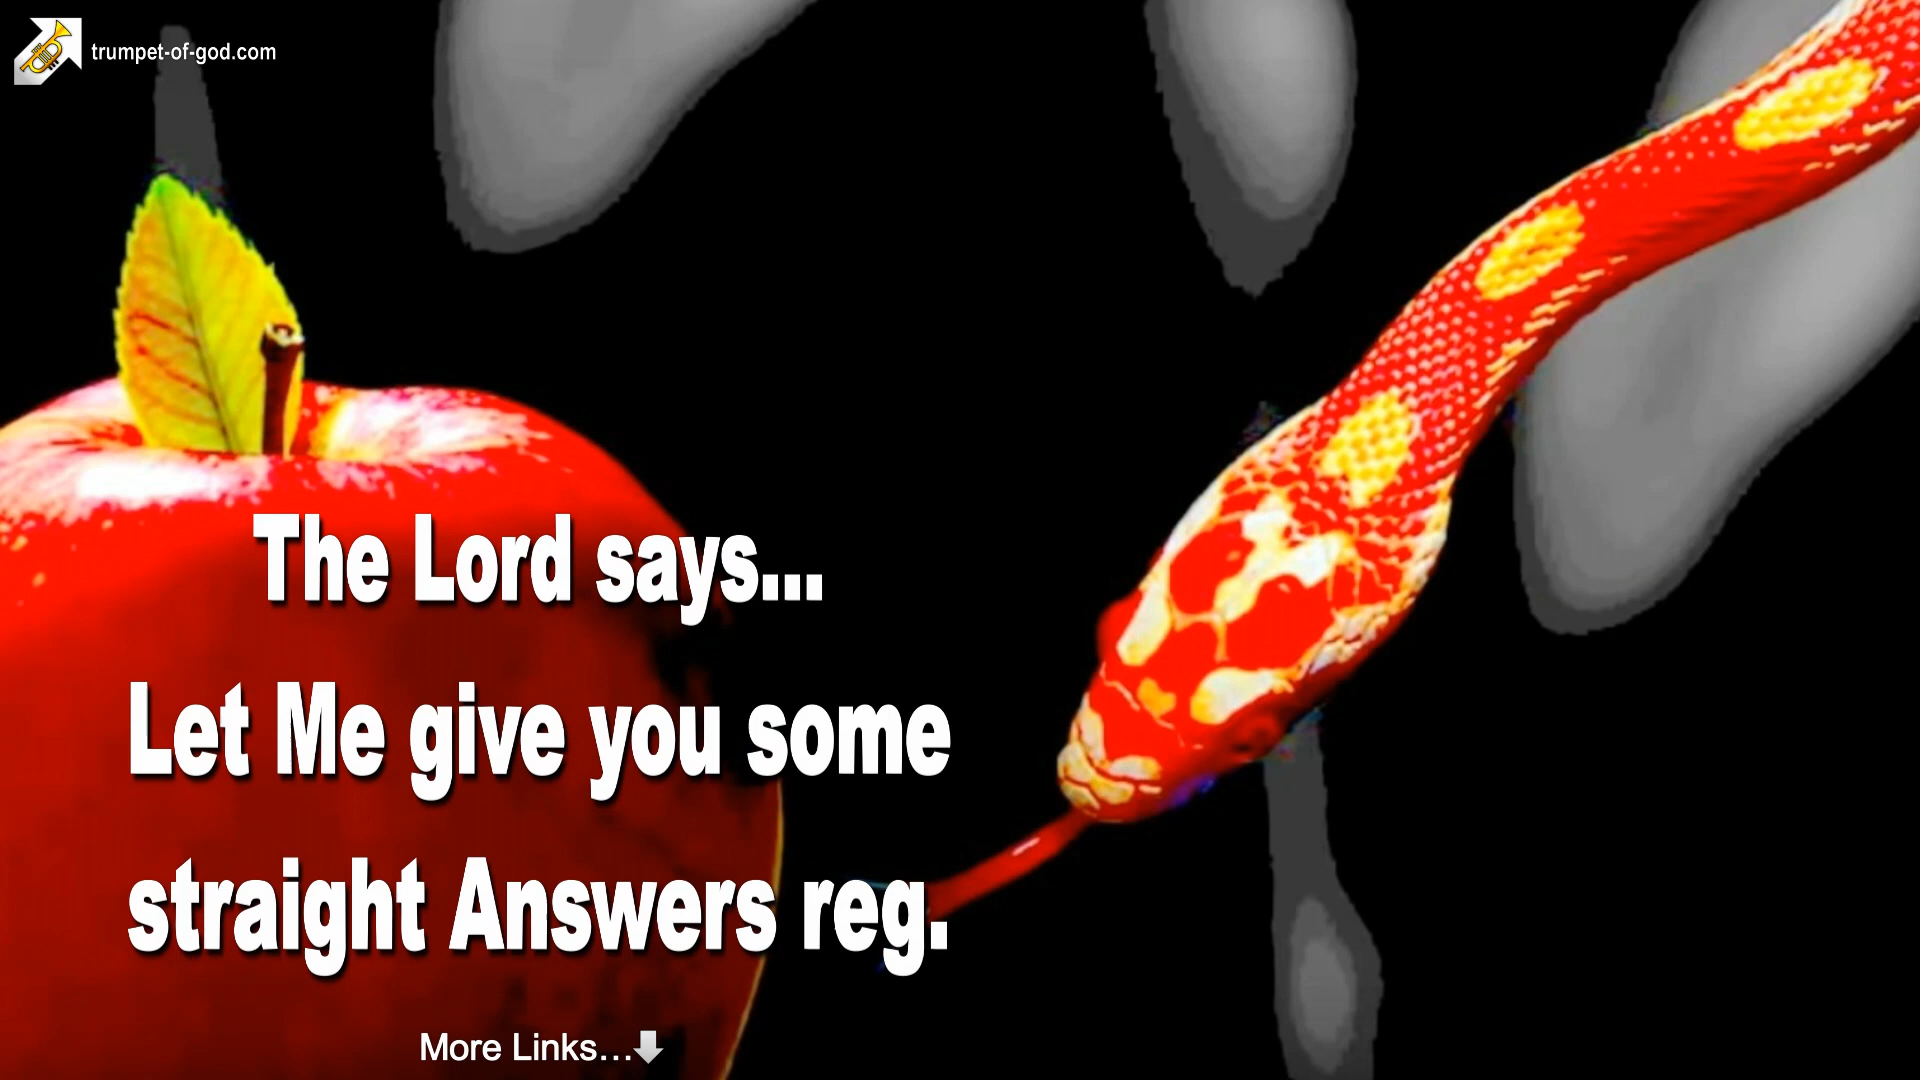 trumpet-of-god.com
The Lord says...
Let Me give you some
straight Answers reg.
More Links...